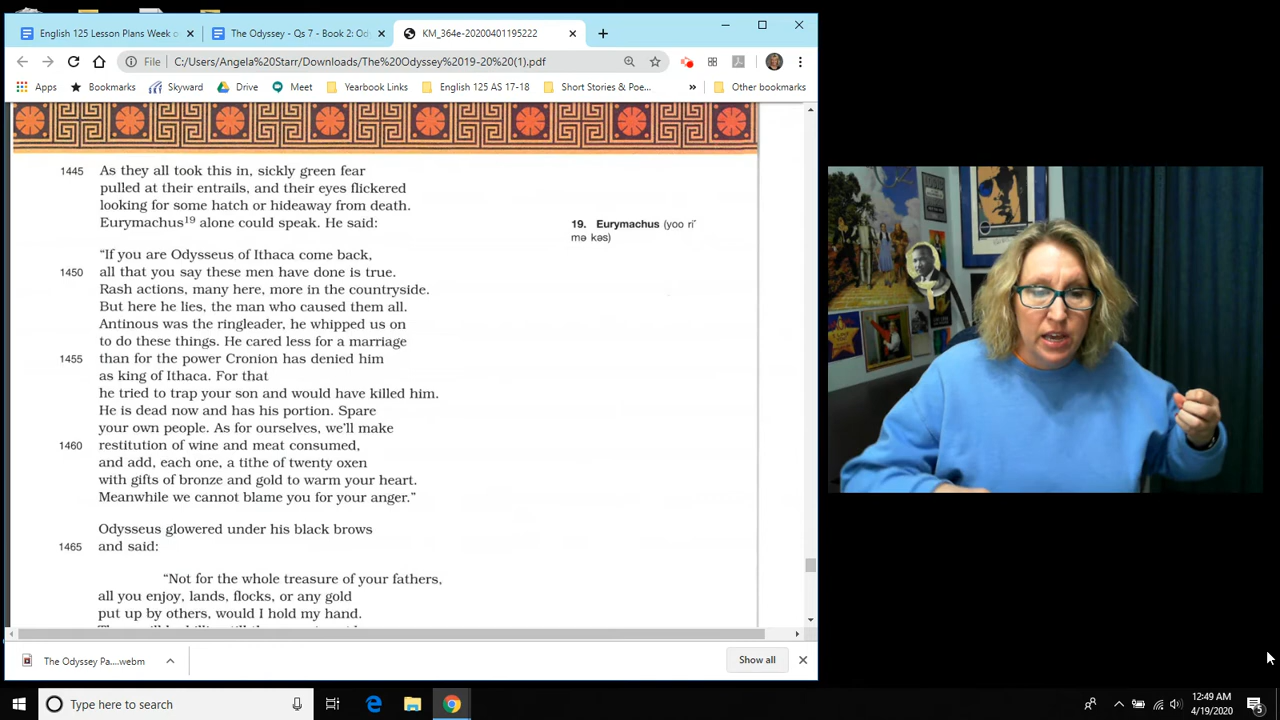 English 125 Lesson Plans Week o
The Odyssey - Qs 7 - Book 2: Od
KM_364e-20200401195222
File
C:/Users/Angela%20Starr/Downloads/The%20Odyssey%2019-20%20(1).pdf
Apps
Bookmarks
Skyward
Drive
Meet
Yearbook Links
English 125 AS 17-18
Short Stories & Poe...
»
Other bookmarks
1445 As they all took this in, sickly green fear
pulled at their entrails, and their eyes flickered
looking for some hatch or hideaway from death.
Eurymachus19 alone could speak. He said:
19. Eurymachus (yoo riʹ
mə kəs)
“If you are Odysseus of Ithaca come back,
1450 all that you say these men have done is true.
Rash actions, many here, more in the countryside.
But here he lies, the man who caused them all.
Antinous was the ringleader, he whipped us on
to do these things. He cared less for a marriage
1455 than for the power Cronion has denied him
as king of Ithaca. For that
he tried to trap your son and would have killed him.
He is dead now and has his portion. Spare
your own people. As for ourselves, we’ll make
1460 restitution of wine and meat consumed,
and add, each one, a tithe of twenty oxen
with gifts of bronze and gold to warm your heart.
Meanwhile we cannot blame you for your anger.”
Odysseus glowered under his black brows
1465 and said:
“Not for the whole treasure of your fathers,
all you enjoy, lands, flocks, or any gold
put up by others, would I hold my hand.
The Odyssey Pa....webm
Show all
Type here to search
12:49 AM
4/19/2020
5